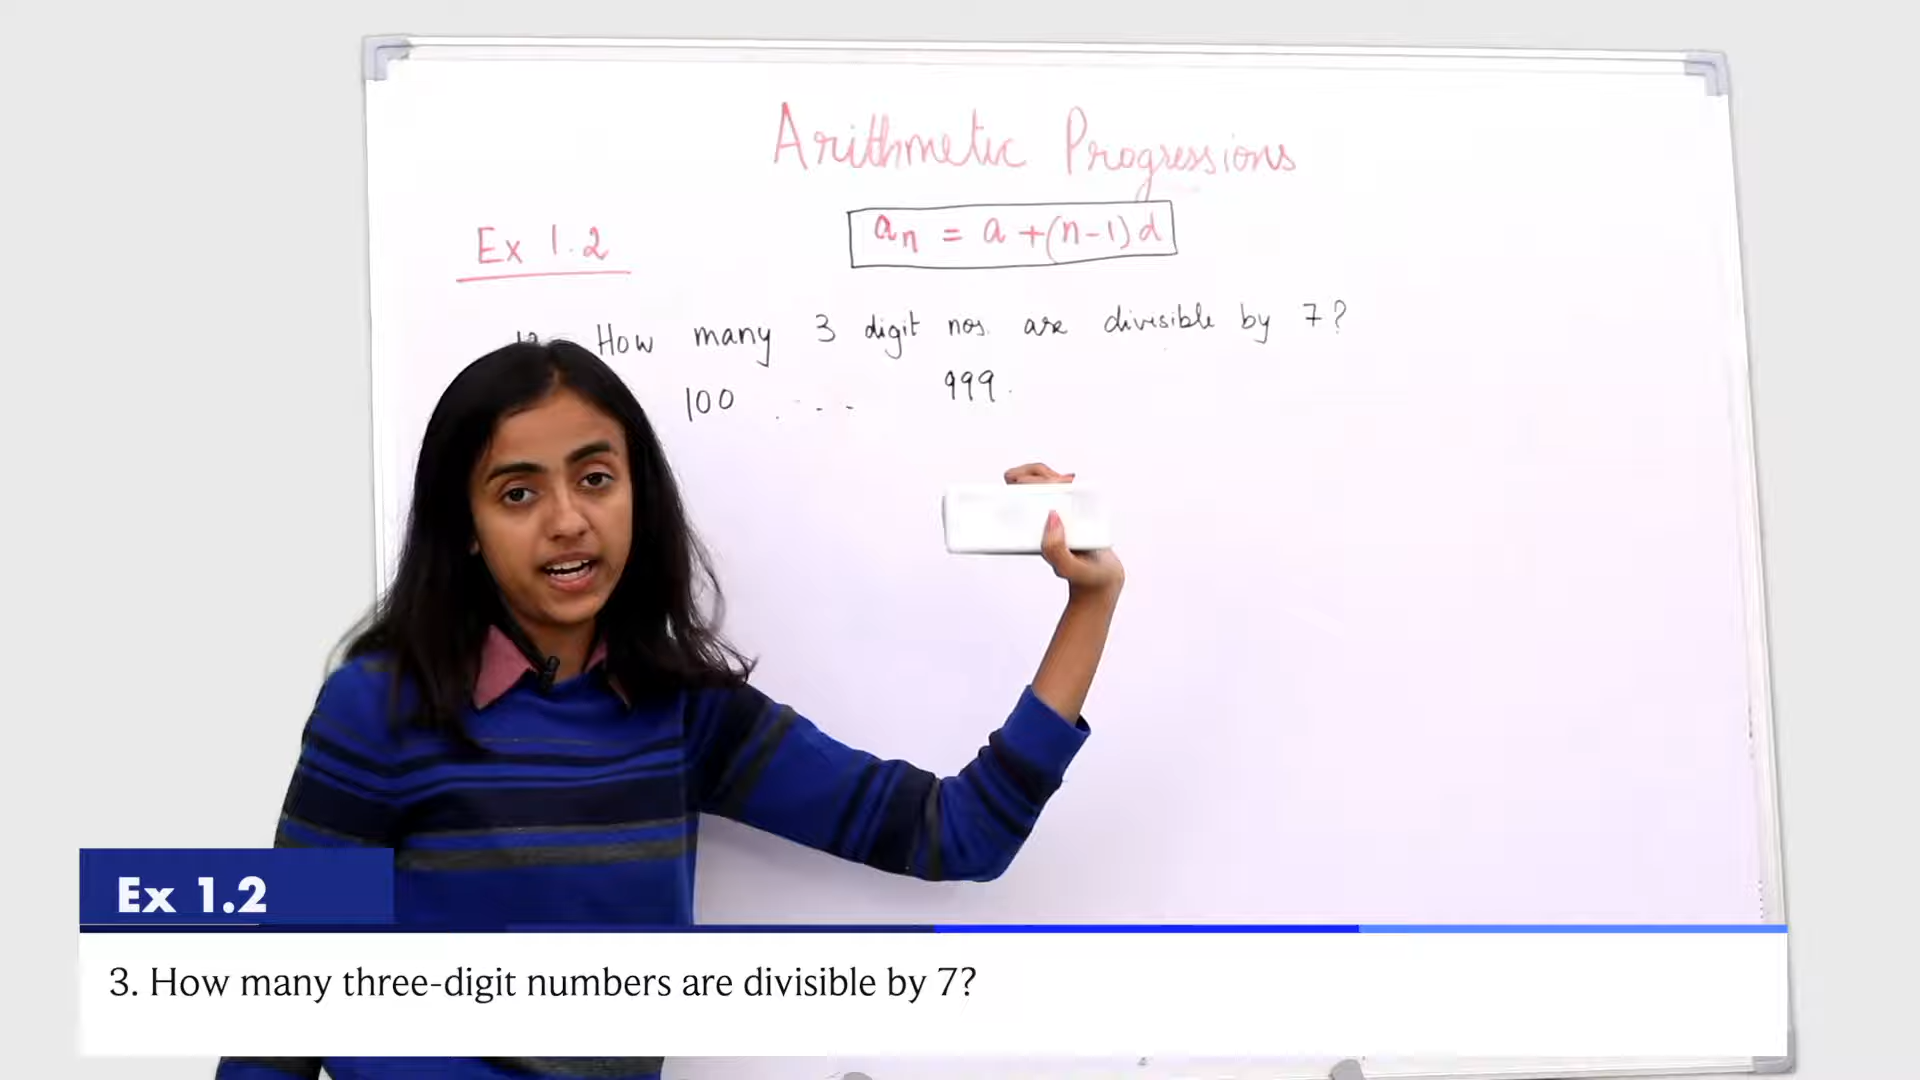 Arithmetic Progressions
Ex 1.2
an = a +(n-1)d
How many 3 digit nos. are divisible by 7?
100 .... 999.
Ex 1.2
3. How many three-digit numbers are divisible by 7?